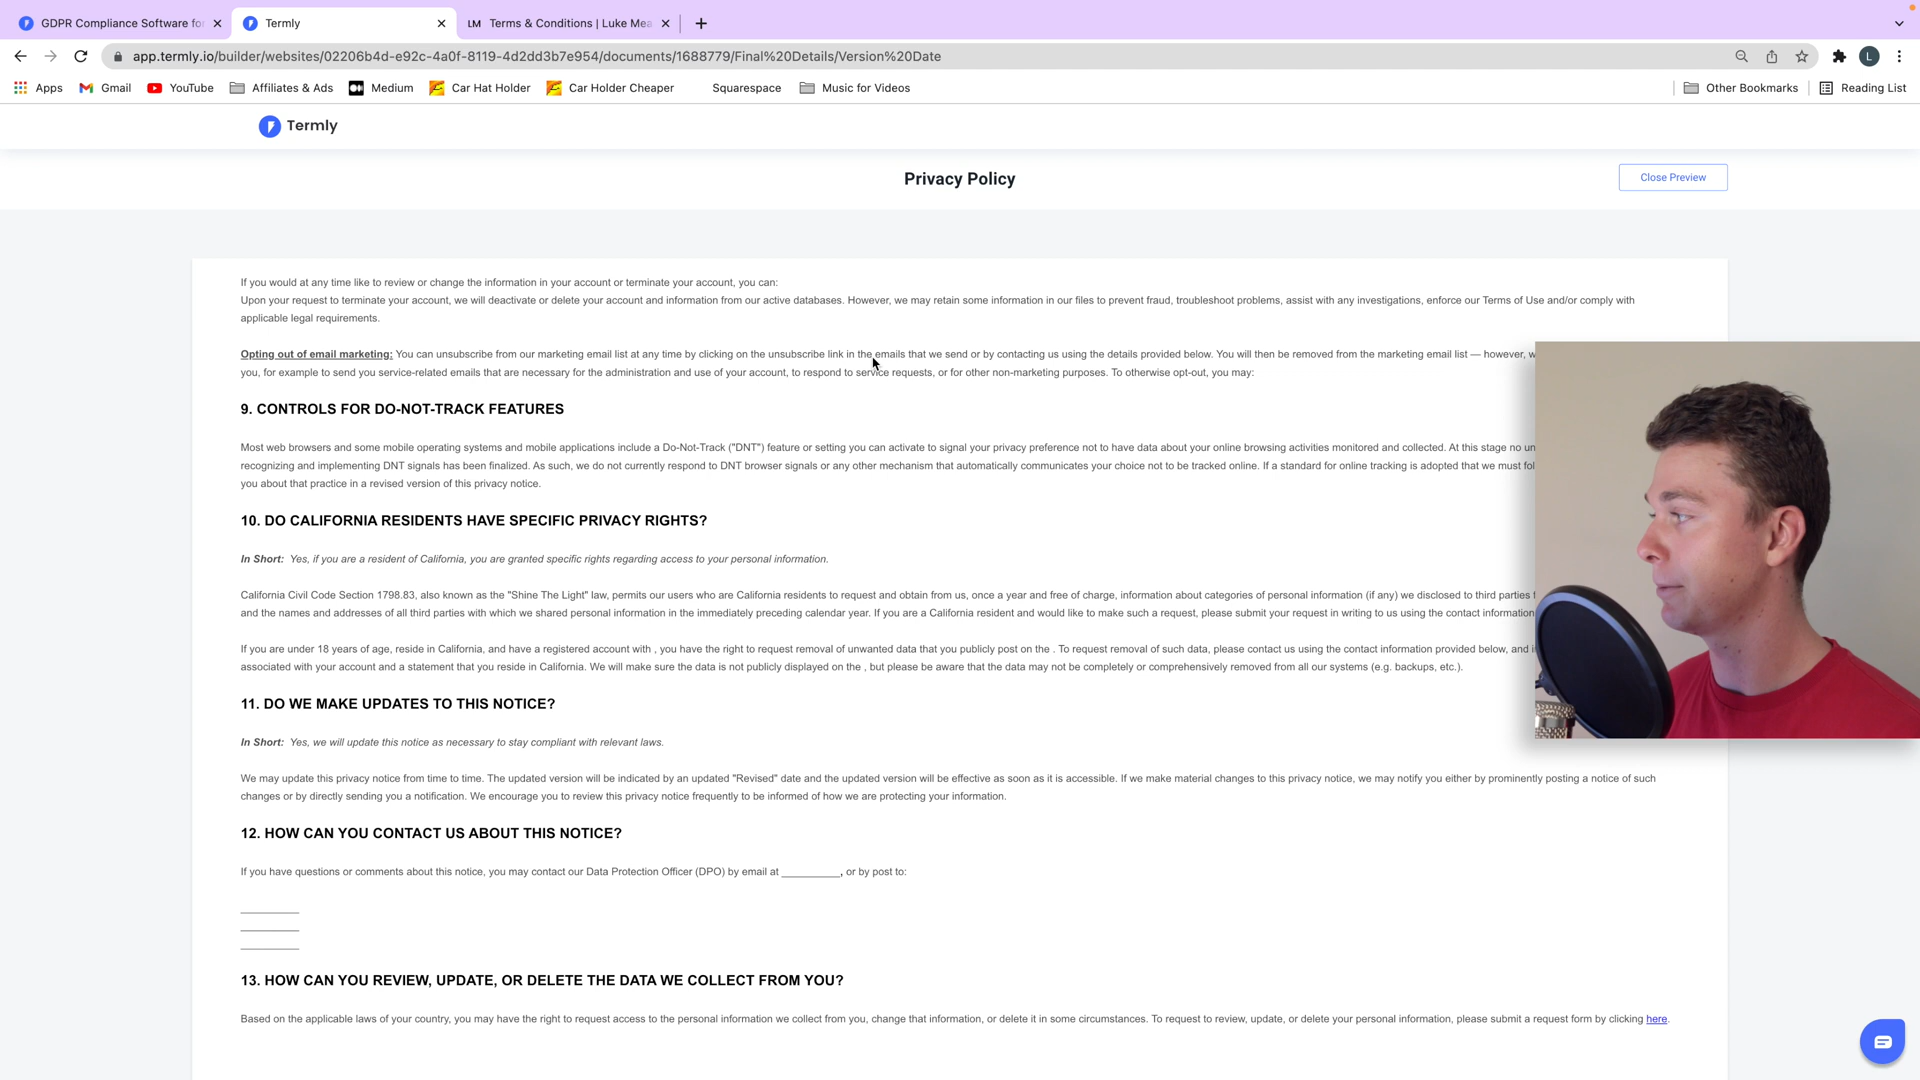 GDPR Compliance Software for
Termly
LM Terms & Conditions | Luke Mea
app.termly.io/builder/websites/02206b4d-e92c-4a0f-8119-4d2dd3b7e954/documents/1688779/Final%20Details/Version%20Date
L
Apps Gmail YouTube Affiliates & Ads Medium Car Hat Holder Car Holder Cheaper Squarespace Music for Videos Other Bookmarks Reading List
Termly
Privacy Policy
Close Preview
If you would at any time like to review or change the information in your account or terminate your account, you can:
Upon your request to terminate your account, we will deactivate or delete your account and information from our active databases. However, we may retain some information in our files to prevent fraud, troubleshoot problems, assist with any investigations, enforce our Terms of Use and/or comply with
applicable legal requirements.
Opting out of email marketing: You can unsubscribe from our marketing email list at any time by clicking on the unsubscribe link in the emails that we send or by contacting us using the details provided below. You will then be removed from the marketing email list — however, w
you, for example to send you service-related emails that are necessary for the administration and use of your account, to respond to service requests, or for other non-marketing purposes. To otherwise opt-out, you may:
9. CONTROLS FOR DO-NOT-TRACK FEATURES
Most web browsers and some mobile operating systems and mobile applications include a Do-Not-Track ("DNT") feature or setting you can activate to signal your privacy preference not to have data about your online browsing activities monitored and collected. At this stage no un
recognizing and implementing DNT signals has been finalized. As such, we do not currently respond to DNT browser signals or any other mechanism that automatically communicates your choice not to be tracked online. If a standard for online tracking is adopted that we must fol
you about that practice in a revised version of this privacy notice.
10. DO CALIFORNIA RESIDENTS HAVE SPECIFIC PRIVACY RIGHTS?
In Short: Yes, if you are a resident of California, you are granted specific rights regarding access to your personal information.
California Civil Code Section 1798.83, also known as the "Shine The Light" law, permits our users who are California residents to request and obtain from us, once a year and free of charge, information about categories of personal information (if any) we disclosed to third parties f
and the names and addresses of all third parties with which we shared personal information in the immediately preceding calendar year. If you are a California resident and would like to make such a request, please submit your request in writing to us using the contact information
If you are under 18 years of age, reside in California, and have a registered account with , you have the right to request removal of unwanted data that you publicly post on the . To request removal of such data, please contact us using the contact information provided below, and i
associated with your account and a statement that you reside in California. We will make sure the data is not publicly displayed on the , but please be aware that the data may not be completely or comprehensively removed from all our systems (e.g. backups, etc.).
11. DO WE MAKE UPDATES TO THIS NOTICE?
In Short: Yes, we will update this notice as necessary to stay compliant with relevant laws.
We may update this privacy notice from time to time. The updated version will be indicated by an updated "Revised" date and the updated version will be effective as soon as it is accessible. If we make material changes to this privacy notice, we may notify you either by prominently posting a notice of such
changes or by directly sending you a notification. We encourage you to review this privacy notice frequently to be informed of how we are protecting your information.
12. HOW CAN YOU CONTACT US ABOUT THIS NOTICE?
If you have questions or comments about this notice, you may contact our Data Protection Officer (DPO) by email at __________, or by post to:
__________
__________
__________
13. HOW CAN YOU REVIEW, UPDATE, OR DELETE THE DATA WE COLLECT FROM YOU?
Based on the applicable laws of your country, you may have the right to request access to the personal information we collect from you, change that information, or delete it in some circumstances. To request to review, update, or delete your personal information, please submit a request form by clicking here.